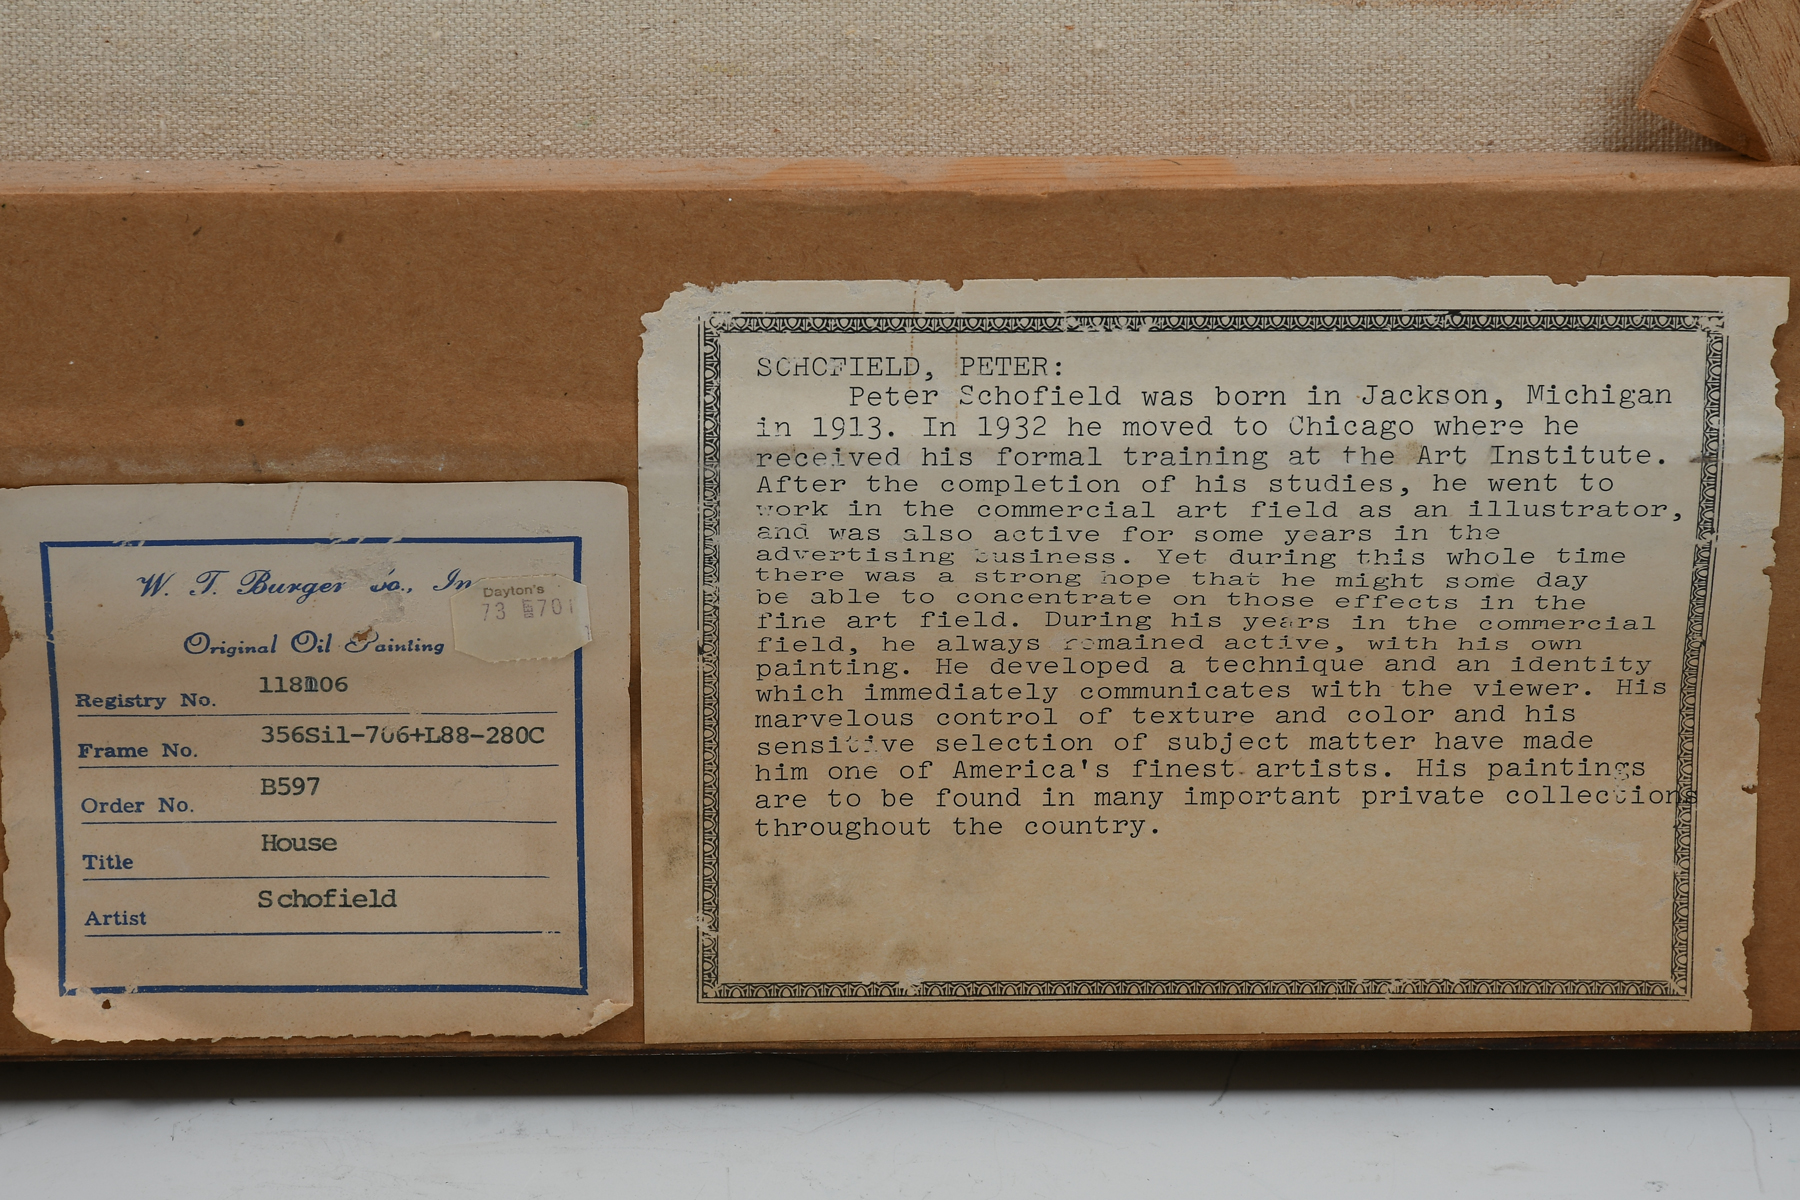 W. T. Burger Co., In
Dayton's
73 DEPT 701
Original Oil Painting
Registry No. 118106
Frame No. 356Sil-706+L88-280C
Order No. B597
Title House
Artist Schofield
SCHOFIELD, PETER:
Peter Schofield was born in Jackson, Michigan
in 1913. In 1932 he moved to Chicago where he
received his formal training at the Art Institute.
After the completion of his studies, he went to
work in the commercial art field as an illustrator,
and was also active for some years in the
advertising business. Yet during this whole time
there was a strong hope that he might some day
be able to concentrate on those effects in the
fine art field. During his years in the commercial
field, he always remained active, with his own
painting. He developed a technique and an identity
which immediately communicates with the viewer. His
marvelous control of texture and color and his
sensitive selection of subject matter have made
him one of America's finest artists. His paintings
are to be found in many important private collections
throughout the country.